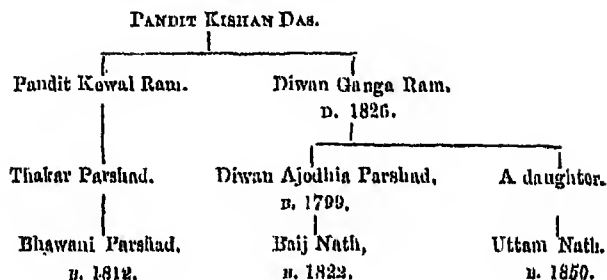 PANDIT KISHAN DAS.
Pandit Kewal Ram. Diwan Ganga Ram,
D. 1826.
Thakar Parshad. Diwan Ajodhia Parshad, A daughter.
B. 1799.
Bhawani Parshad, Baij Nath, Uttam Nath.
B. 1812. B. 1822. B. 1850.